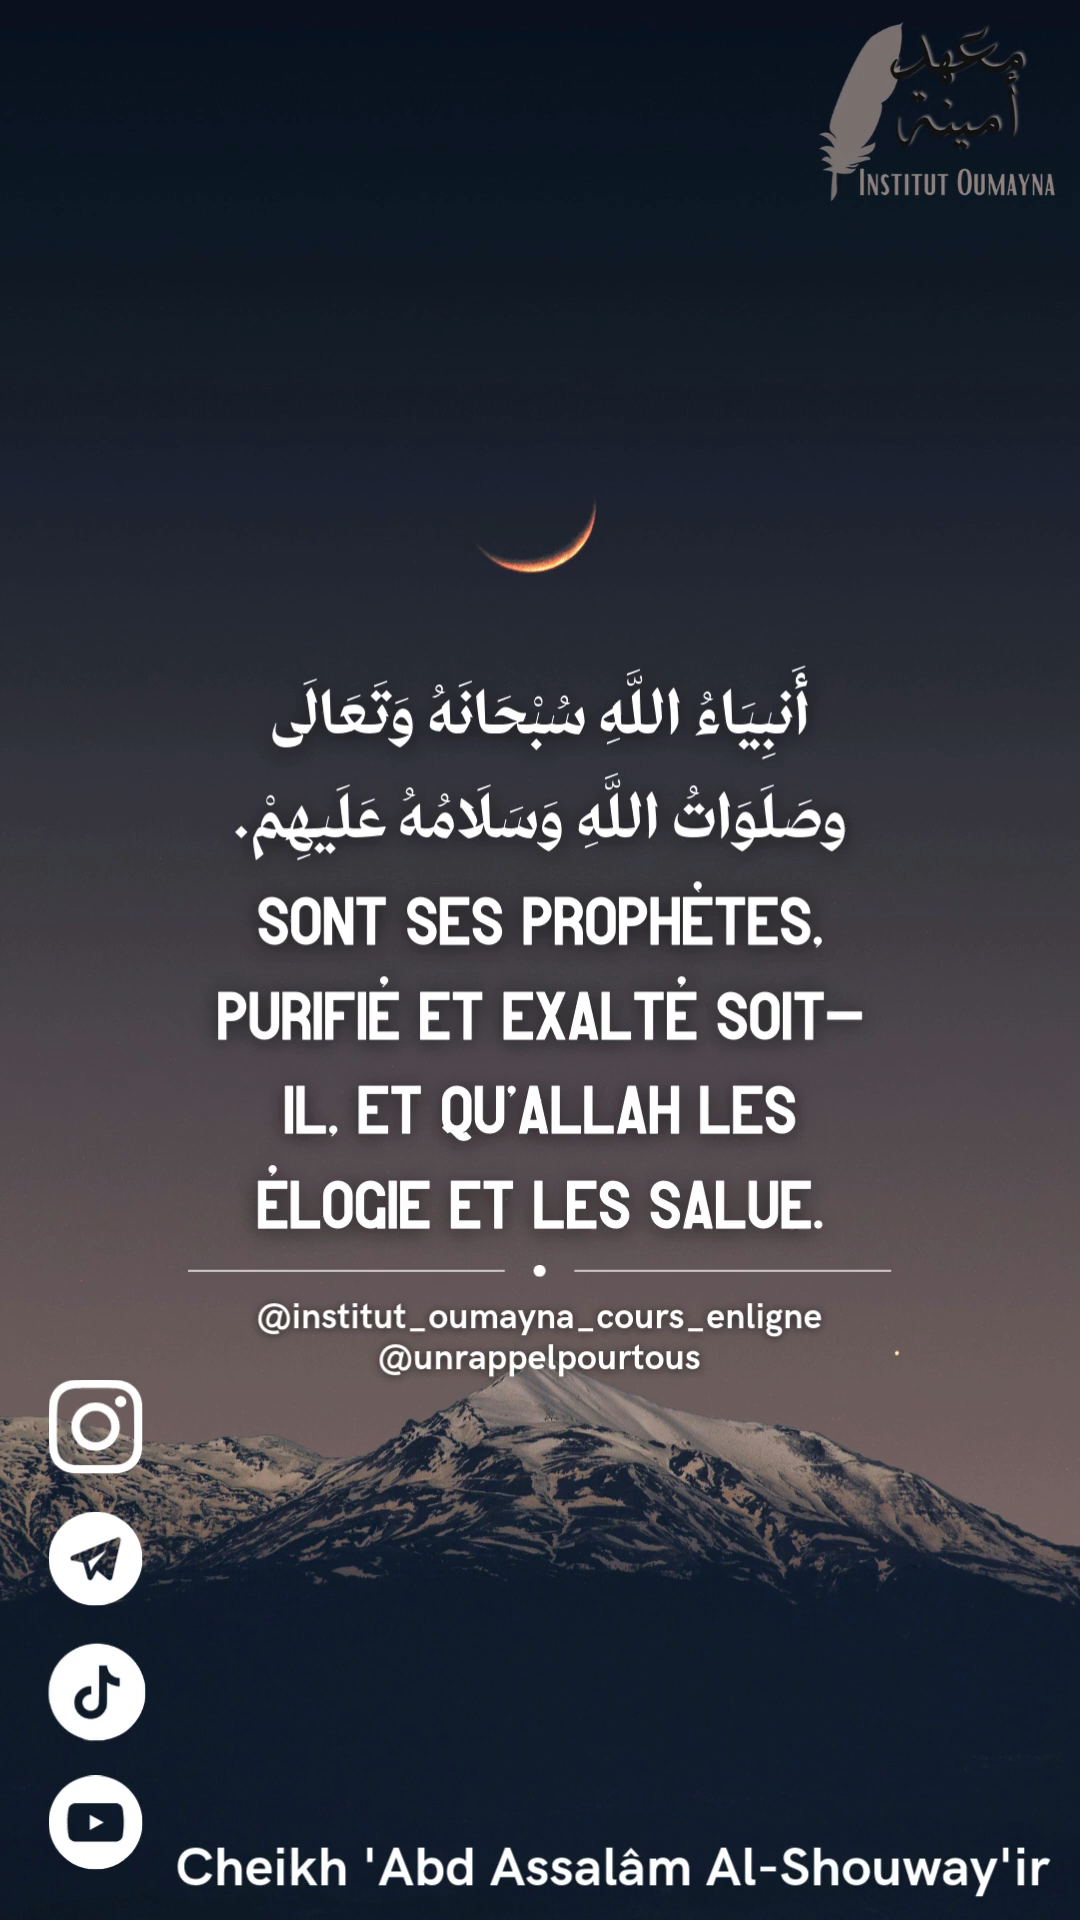 معهد
أمينة
INSTITUT OUMAYNA
أَنبِيَاءُ اللَّهِ سُبْحَانَهُ وَتَعَالَى
وصَلَوَاتُ اللَّهِ وَسَلَامُهُ عَلَيهِمْ.
SONT SES PROPHÈTES,
PURIFIÉ ET EXALTÉ SOIT-
IL, ET QU'ALLAH LES
ÉLOGIE ET LES SALUE.
@institut_oumayna_cours_enligne
@unrappelpourtous
Cheikh 'Abd Assalâm Al-Shouway'ir